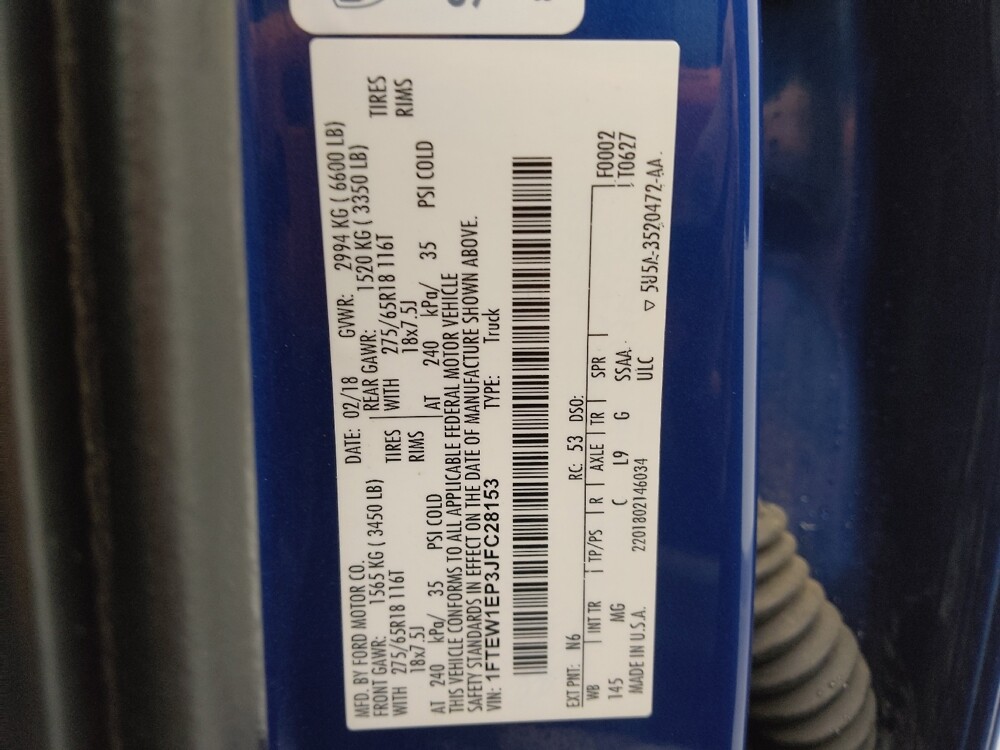 MFD. BY FORD MOTOR CO. DATE: 02/18 GVWR: 2994 KG ( 6600 LB)
FRONT GAWR: 1565 KG ( 3450 LB) REAR GAWR: 1520 KG ( 3350 LB)
WITH 275/65R18 116T TIRES WITH 275/65R18 116T TIRES
18x7.5J RIMS 18x7.5J RIMS
AT 240 kPa/ 35 PSI COLD AT 240 kPa/ 35 PSI COLD
THIS VEHICLE CONFORMS TO ALL APPLICABLE FEDERAL MOTOR VEHICLE
SAFETY STANDARDS IN EFFECT ON THE DATE OF MANUFACTURE SHOWN ABOVE.
VIN: 1FTEW1EP3JFC28153 TYPE: Truck
EXT PNT: N6 RC: 53 DSO:
WB INT TR TP/PS R AXLE TR SPR F0002
145 MG C L9 G SSAA T0627
MADE IN U.S.A. 2201802146034 ULC
▽ 5U5A-3520472-AA